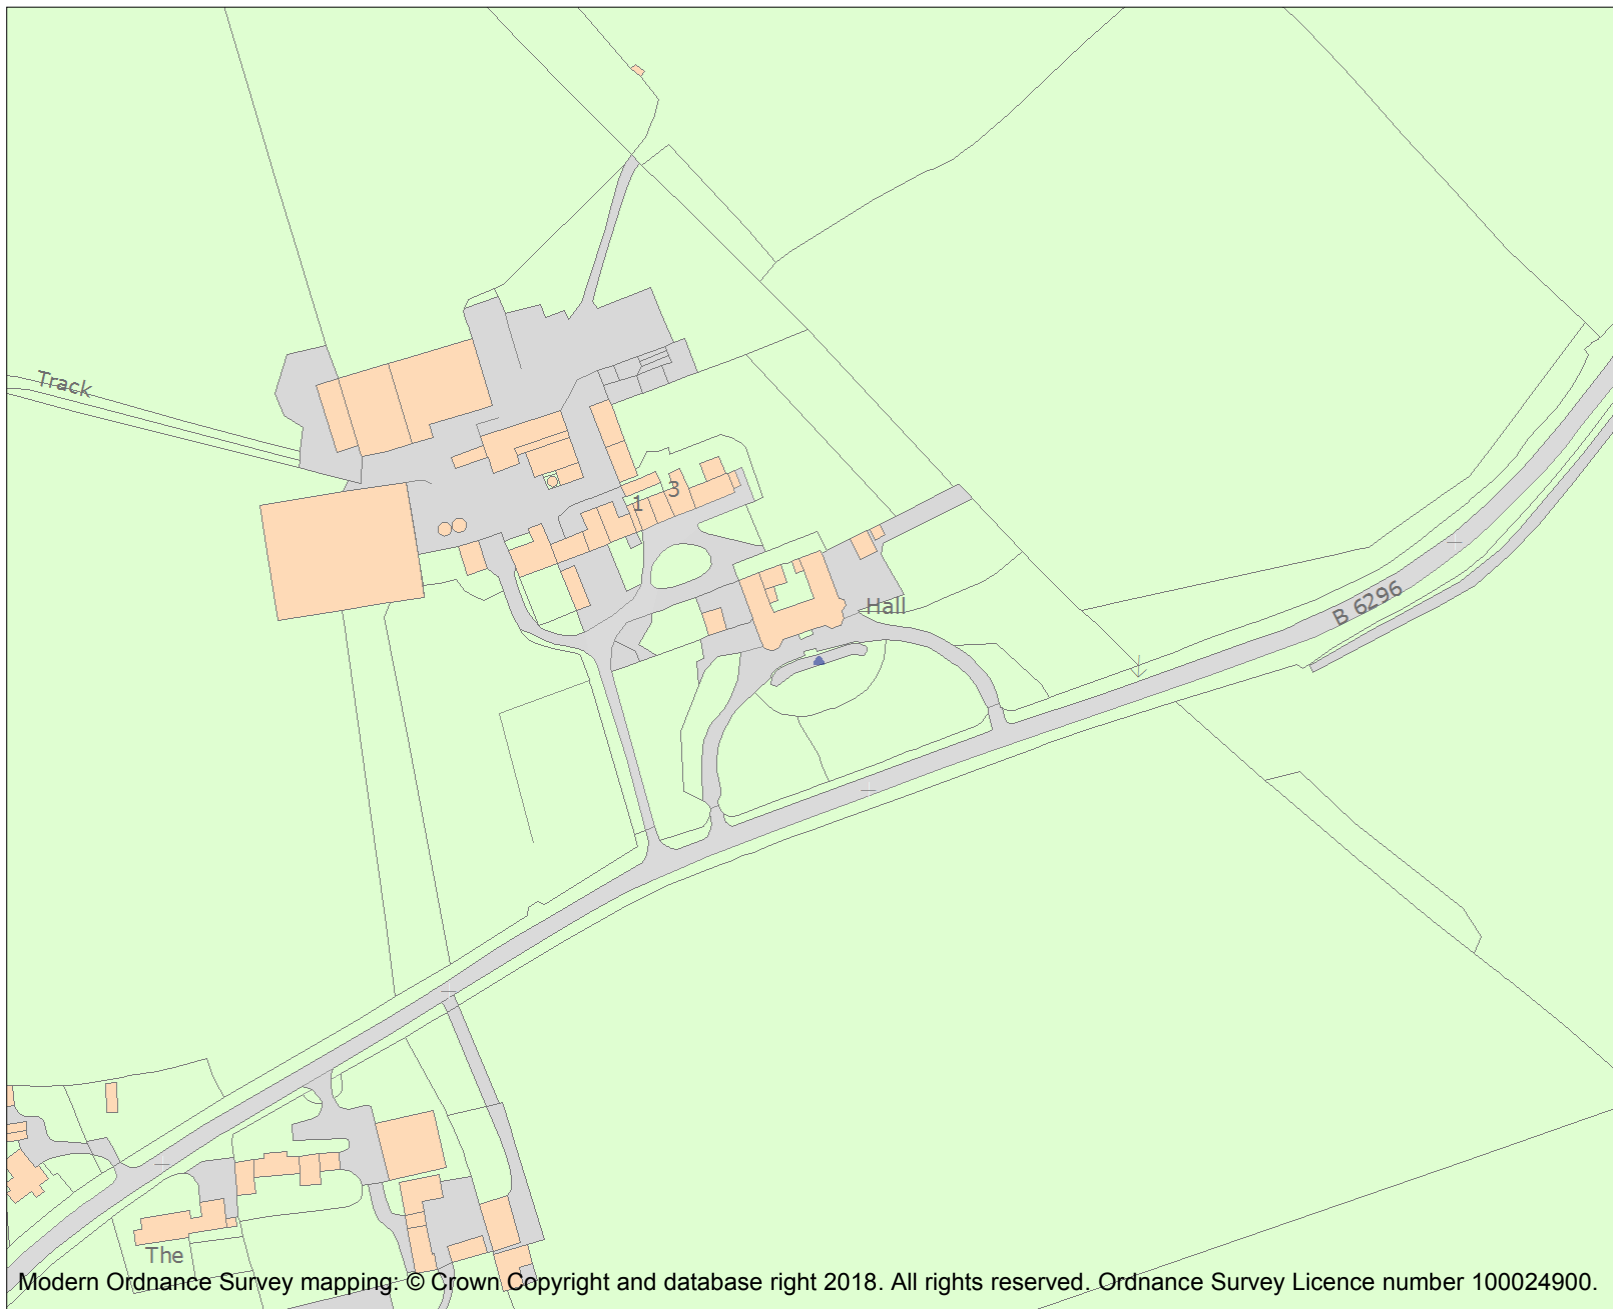 Track
3
1
Hall
B 6296
The
Modern Ordnance Survey mapping: © Crown Copyright and database right 2018. All rights reserved. Ordnance Survey Licence number 100024900.